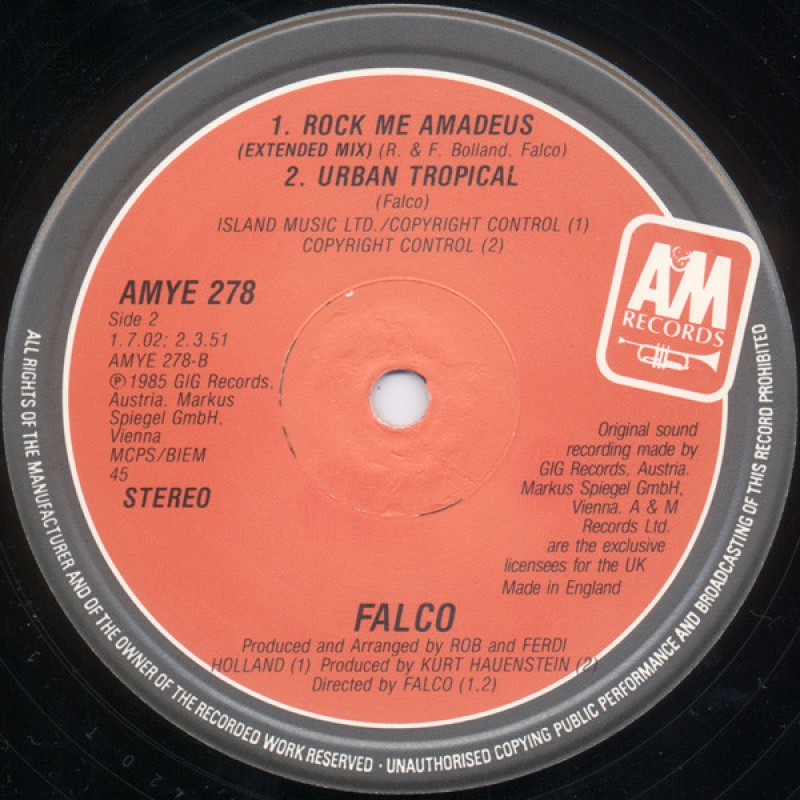 1. ROCK ME AMADEUS
(EXTENDED MIX) (R. & F. Bolland. Falco)
2. URBAN TROPICAL
(Falco)
ISLAND MUSIC LTD./COPYRIGHT CONTROL (1)
COPYRIGHT CONTROL (2)
A&M
RECORDS
AMYE 278
Side 2
1.7.02; 2.3.51
AMYE 278-B
℗ 1985 GIG Records,
Austria. Markus
Spiegel GmbH,
Vienna
MCPS/BIEM
45
STEREO
Original sound
recording made by
GIG Records, Austria.
Markus Spiegel GmbH,
Vienna. A & M
Records Ltd.
are the exclusive
licensees for the UK
Made in England
FALCO
Produced and Arranged by ROB and FERDI
HOLLAND (1) Produced by KURT HAUENSTEIN (2)
Directed by FALCO (1,2)
ALL RIGHTS OF THE MANUFACTURER AND OF THE OWNER OF THE RECORDED WORK RESERVED · UNAUTHORISED COPYING PUBLIC PERFORMANCE AND BROADCASTING OF THIS RECORD PROHIBITED